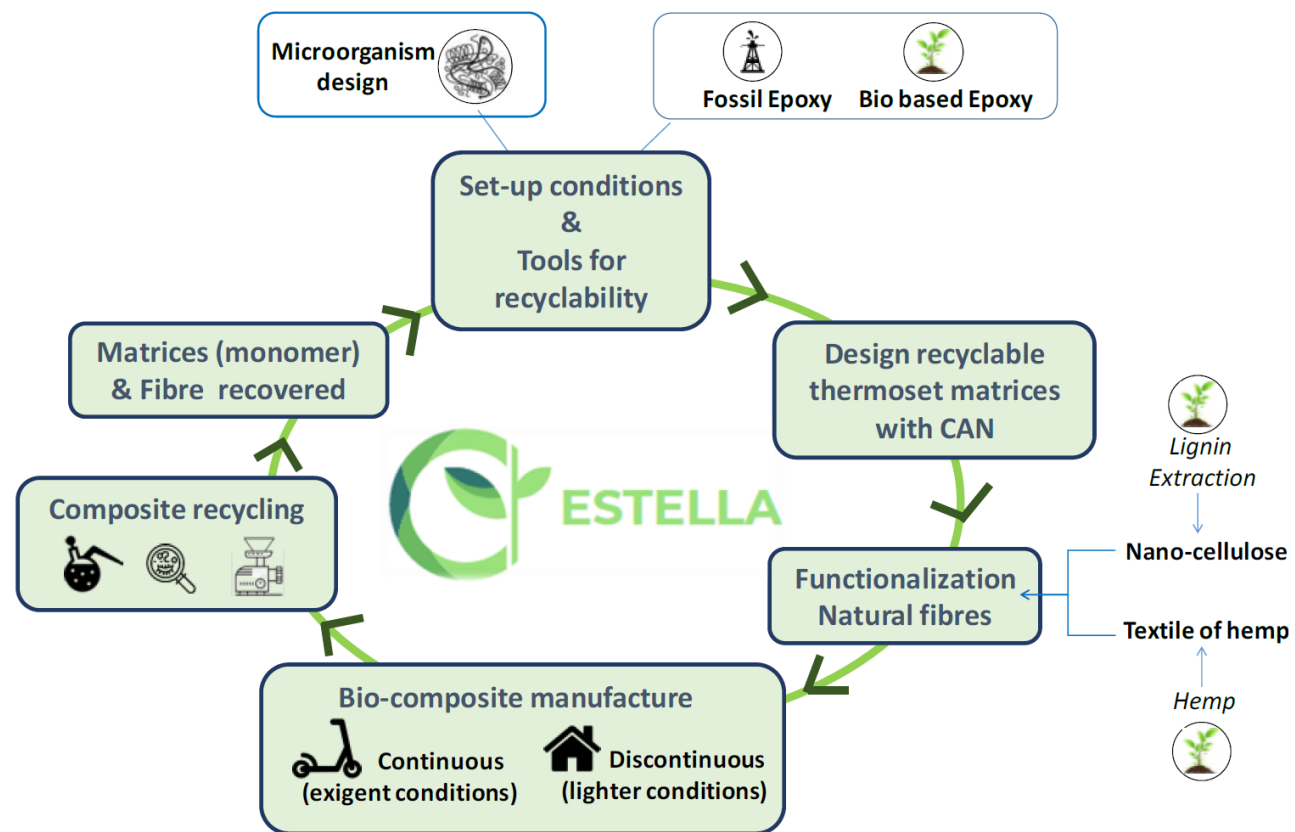 Microorganism
design
Fossil Epoxy
Bio based Epoxy
Set-up conditions
&
Tools for
recyclability
Design recyclable
thermoset matrices
with CAN
Lignin
Extraction
Nano-cellulose
Functionalization
Natural fibres
Textile of hemp
Hemp
Bio-composite manufacture
Continuous
(exigent conditions)
Discontinuous
(lighter conditions)
Composite recycling
Matrices (monomer)
& Fibre recovered
ESTELLA